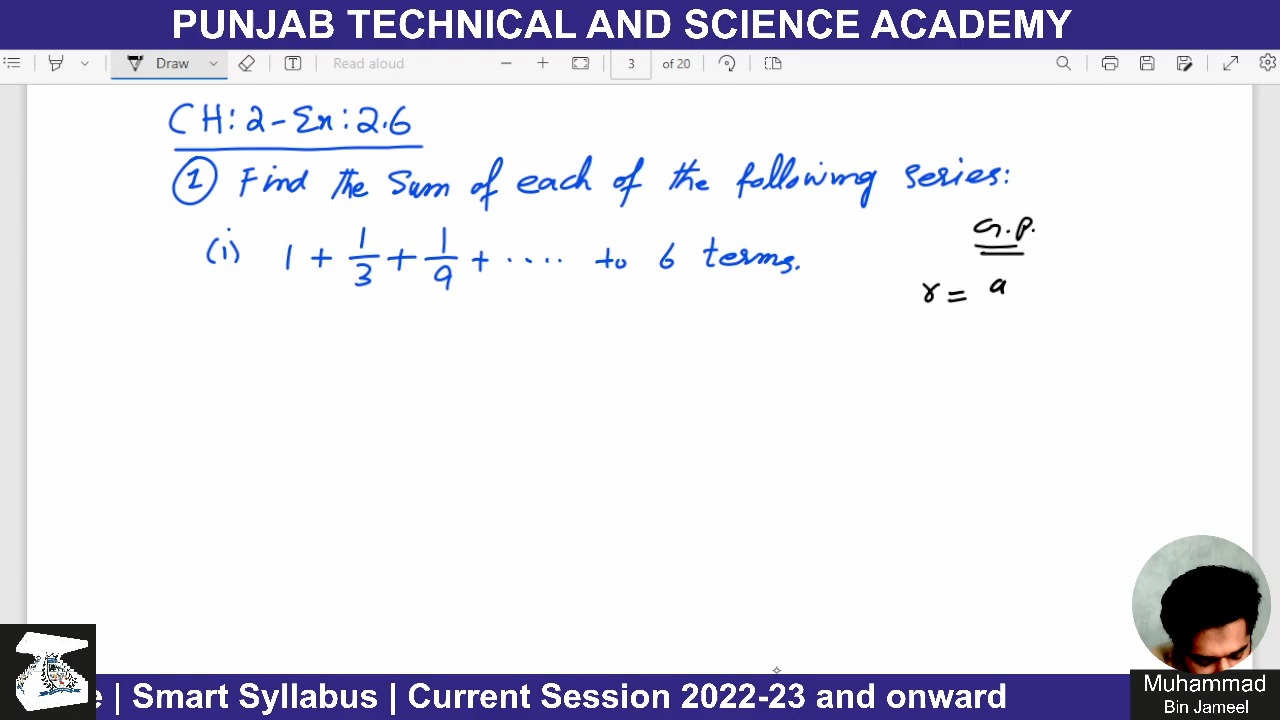 PUNJAB TECHNICAL AND SCIENCE ACADEMY
Draw
Read aloud
3
of 20
CH: 2 - Ex: 2.6
① Find the Sum of each of the following series:
(i) 1 + 1/3 + 1/9 + ..... to 6 terms.
G.P.
r = a
e | Smart Syllabus | Current Session 2022-23 and onward
Muhammad
Bin Jameel